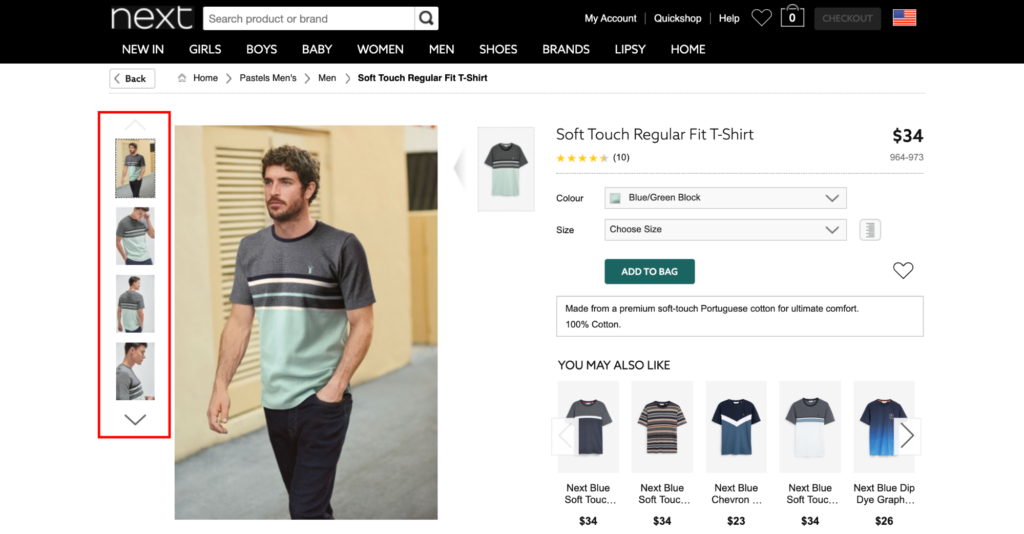 next
Search product or brand
My Account
Quickshop
Help
0
CHECKOUT
NEW IN
GIRLS
BOYS
BABY
WOMEN
MEN
SHOES
BRANDS
LIPSY
HOME
Back
Home
Pastels Men's
Men
Soft Touch Regular Fit T-Shirt
Soft Touch Regular Fit T-Shirt
$34
(10)
964-973
Colour
Blue/Green Block
Size
Choose Size
ADD TO BAG
Made from a premium soft-touch Portuguese cotton for ultimate comfort.
100% Cotton.
YOU MAY ALSO LIKE
Next Blue
Soft Touc...
$34
Next Blue
Soft Touc...
$34
Next Blue
Chevron ...
$23
Next Blue
Soft Touc...
$34
Next Blue Dip
Dye Graph...
$26